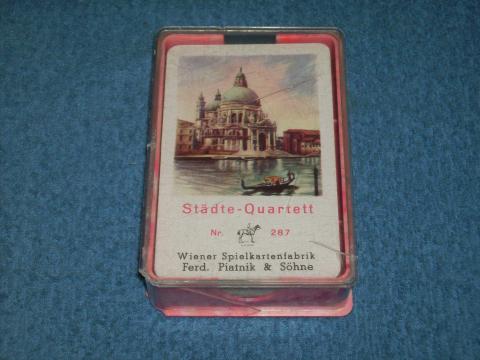 Städte-Quartett
Nr. 287
Wiener Spielkartenfabrik
Ferd. Piatnik & Söhne